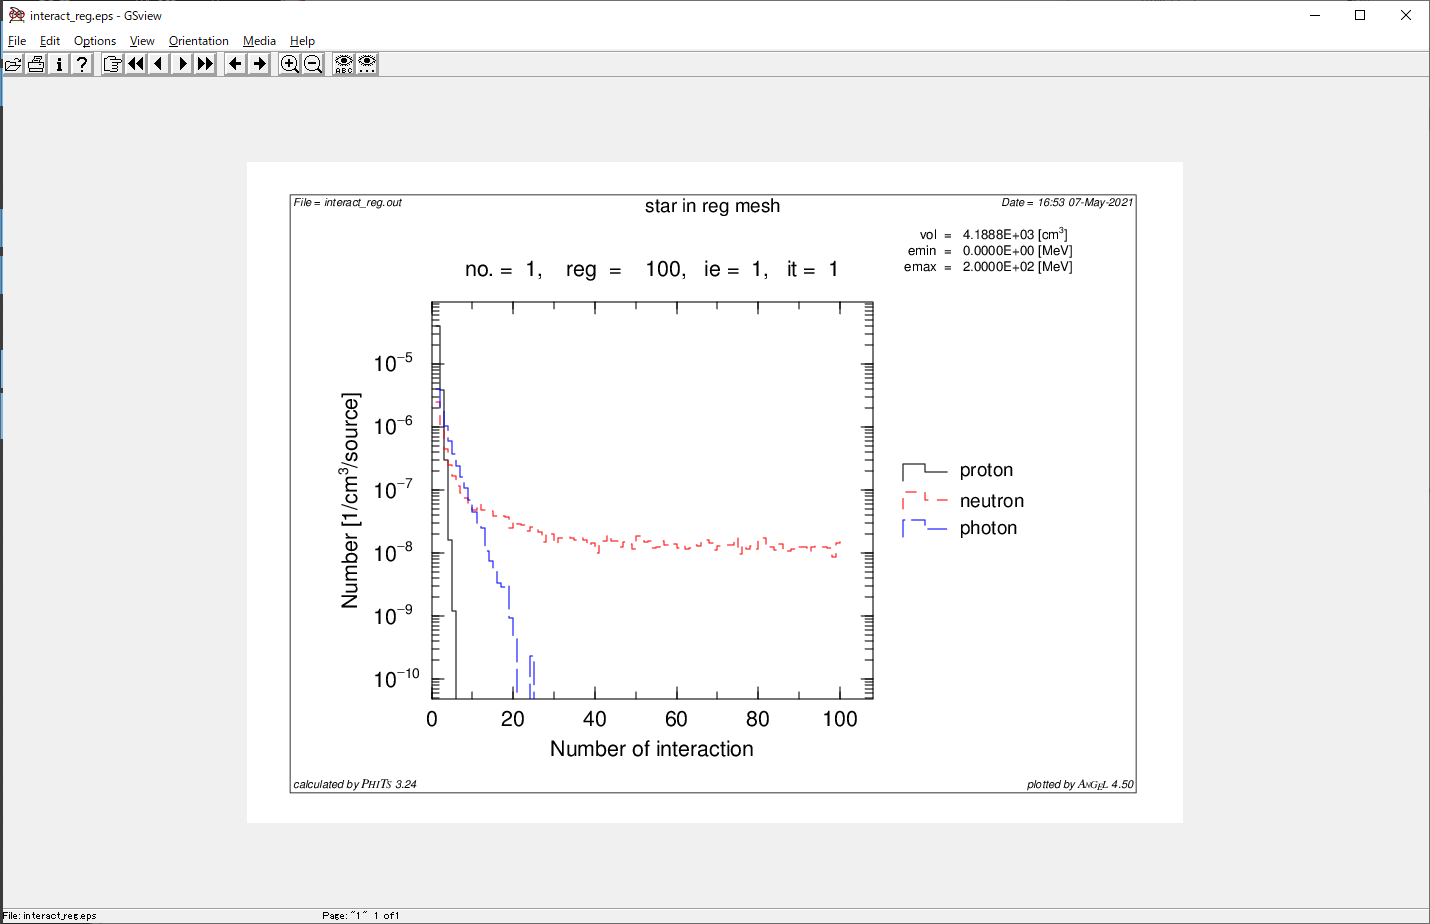 interact_reg.eps - GSview
File Edit Options View Orientation Media Help
File = interact_reg.out
star in reg mesh
Date = 16:53 07-May-2021
vol = 4.1888E+03 [cm³]
emin = 0.0000E+00 [MeV]
emax = 2.0000E+02 [MeV]
no. = 1, reg = 100, ie = 1, it = 1
10⁻⁵
10⁻⁶
10⁻⁷
10⁻⁸
10⁻⁹
10⁻¹⁰
Number [1/cm³/source]
proton
neutron
photon
0 20 40 60 80 100
Number of interaction
calculated by PHITS 3.24
plotted by ANGEL 4.50
File: interact_reg.eps
Page: "1" 1 of 1